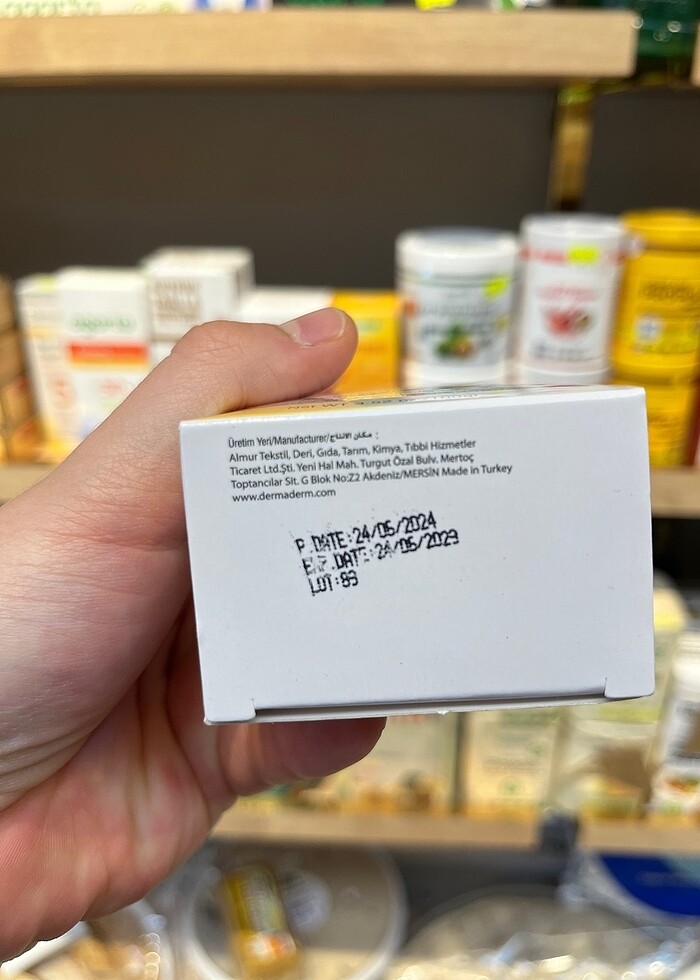 Üretim Yeri/Manufacturer/مكان الانتاج :
Almur Tekstil, Deri, Gıda, Tarım, Kimya, Tıbbi Hizmetler
Ticaret Ltd.Şti. Yeni Hal Mah. Turgut Özal Bulv. Mertoç
Toptancılar Sit. G Blok No:Z2 Akdeniz/MERSİN Made in Turkey
www.dermaderm.com
P.DATE:24/05/2024
EXP.DATE:24/05/2029
LOT:89